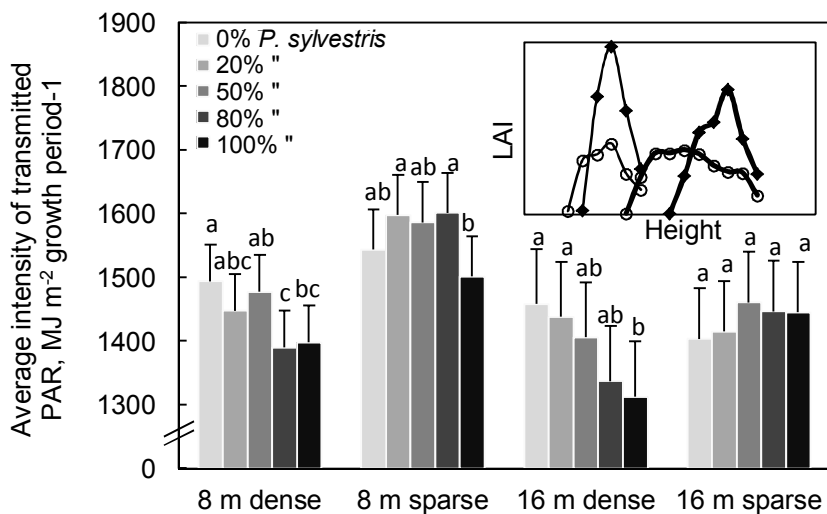 Average intensity of transmitted
PAR, MJ m⁻² growth period-1
1900
1800
1700
1600
1500
1400
1300
0
0% P. sylvestris
20% "
50% "
80% "
100% "
LAI
Height
a
abc
ab
c
bc
ab
a
ab
a
b
a
a
ab
ab
b
a
a
a
a
a
8 m dense
8 m sparse
16 m dense
16 m sparse